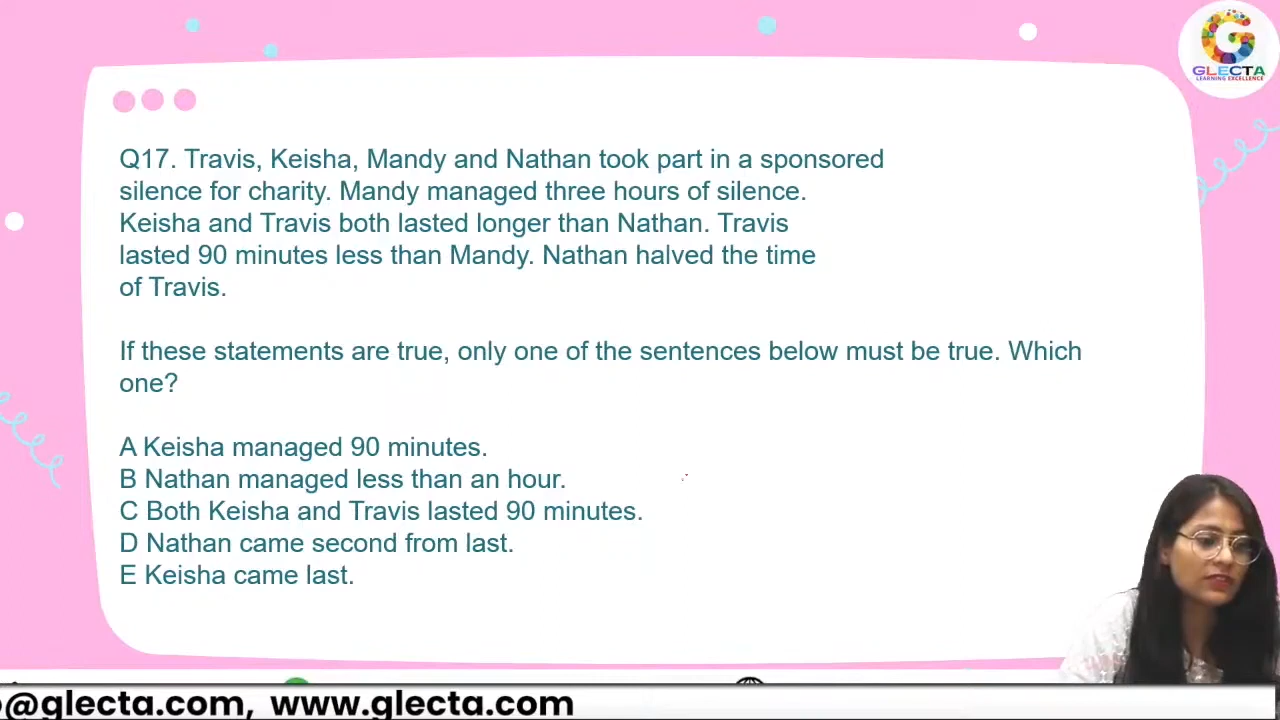 GLECTA
LEARNING EXCELLENCE
Q17. Travis, Keisha, Mandy and Nathan took part in a sponsored
silence for charity. Mandy managed three hours of silence.
Keisha and Travis both lasted longer than Nathan. Travis
lasted 90 minutes less than Mandy. Nathan halved the time
of Travis.
If these statements are true, only one of the sentences below must be true. Which
one?
A Keisha managed 90 minutes.
B Nathan managed less than an hour.
C Both Keisha and Travis lasted 90 minutes.
D Nathan came second from last.
E Keisha came last.
@glecta.com, www.glecta.com